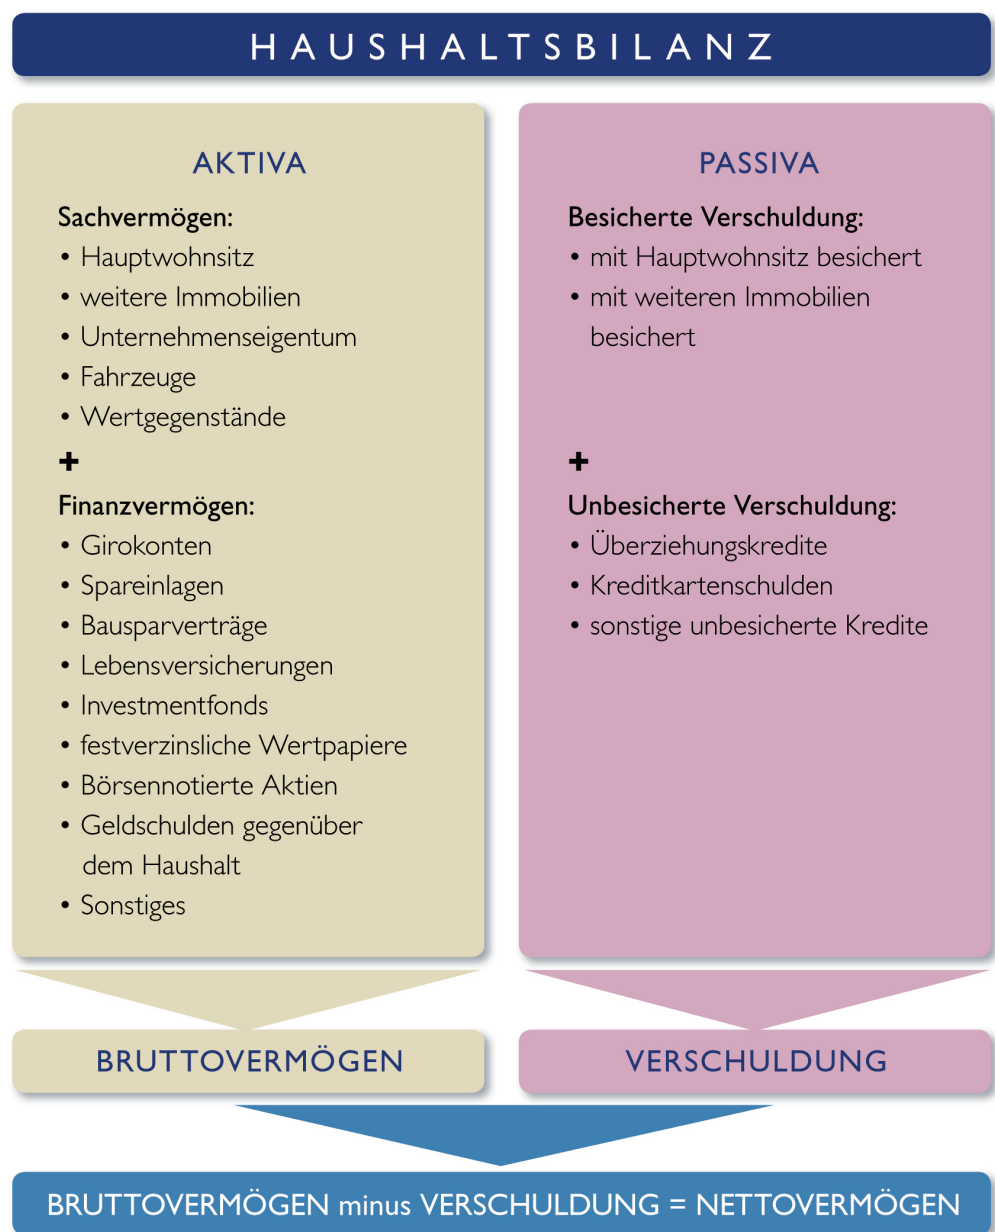 HAUSHALTSBILANZ
AKTIVA
Sachvermögen:
• Hauptwohnsitz
• weitere Immobilien
• Unternehmenseigentum
• Fahrzeuge
• Wertgegenstände
+
Finanzvermögen:
• Girokonten
• Spareinlagen
• Bausparverträge
• Lebensversicherungen
• Investmentfonds
• festverzinsliche Wertpapiere
• Börsennotierte Aktien
• Geldschulden gegenüber
dem Haushalt
• Sonstiges
PASSIVA
Besicherte Verschuldung:
• mit Hauptwohnsitz besichert
• mit weiteren Immobilien
besichert
+
Unbesicherte Verschuldung:
• Überziehungskredite
• Kreditkartenschulden
• sonstige unbesicherte Kredite
BRUTTOVERMÖGEN
VERSCHULDUNG
BRUTTOVERMÖGEN minus VERSCHULDUNG = NETTOVERMÖGEN